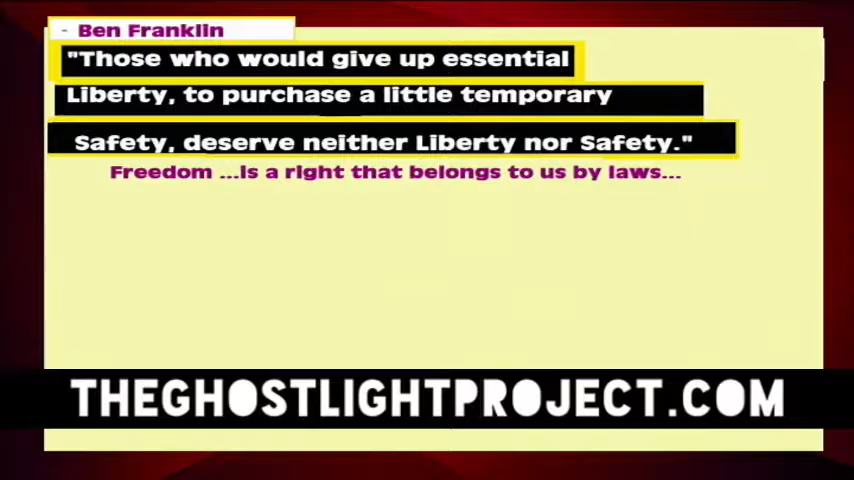 - Ben Franklin
"Those who would give up essential
Liberty, to purchase a little temporary
Safety, deserve neither Liberty nor Safety."
Freedom ...is a right that belongs to us by laws...
THEGHOSTLIGHTPROJECT.COM